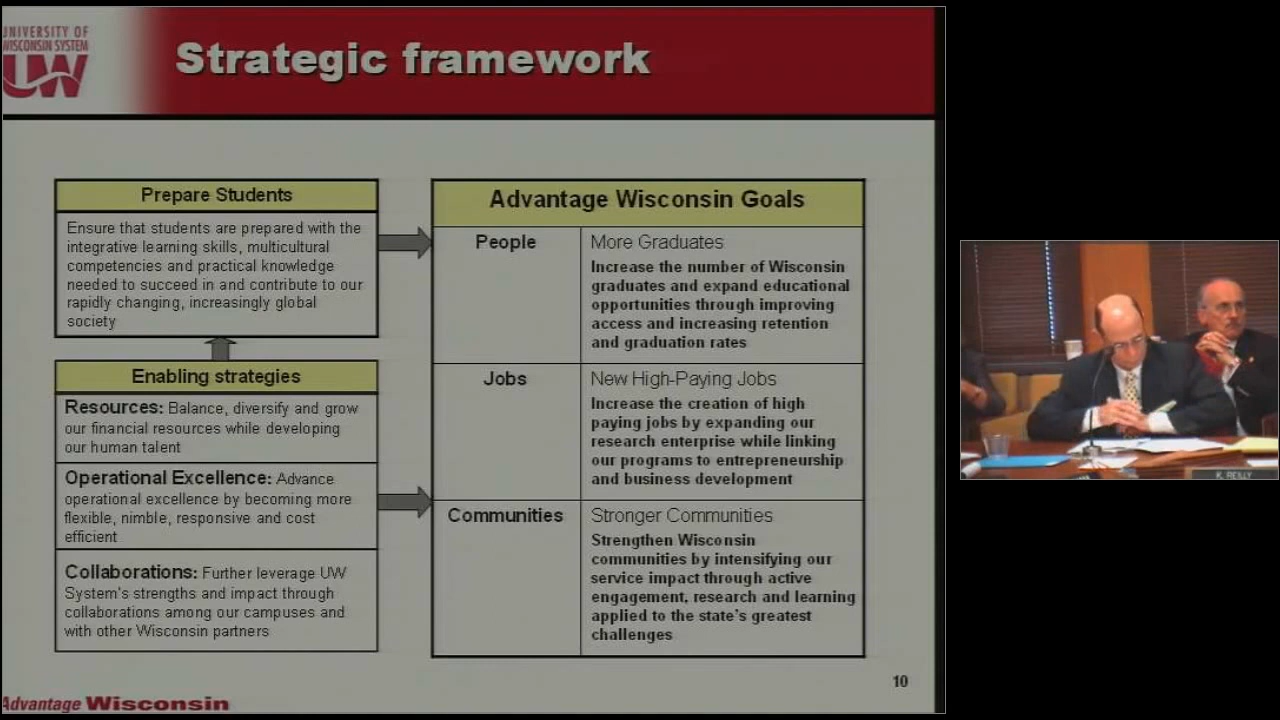 UNIVERSITY OF
WISCONSIN SYSTEM
UW
Strategic framework
Prepare Students
Ensure that students are prepared with the
integrative learning skills, multicultural
competencies and practical knowledge
needed to succeed in and contribute to our
rapidly changing, increasingly global
society
Enabling strategies
Resources: Balance, diversify and grow
our financial resources while developing
our human talent
Operational Excellence: Advance
operational excellence by becoming more
flexible, nimble, responsive and cost
efficient
Collaborations: Further leverage UW
System's strengths and impact through
collaborations among our campuses and
with other Wisconsin partners
Advantage Wisconsin Goals
People
More Graduates
Increase the number of Wisconsin
graduates and expand educational
opportunities through improving
access and increasing retention
and graduation rates
Jobs
New High-Paying Jobs
Increase the creation of high
paying jobs by expanding our
research enterprise while linking
our programs to entrepreneurship
and business development
Communities
Stronger Communities
Strengthen Wisconsin
communities by intensifying our
service impact through active
engagement, research and learning
applied to the state's greatest
challenges
10
Advantage Wisconsin
K. REILLY